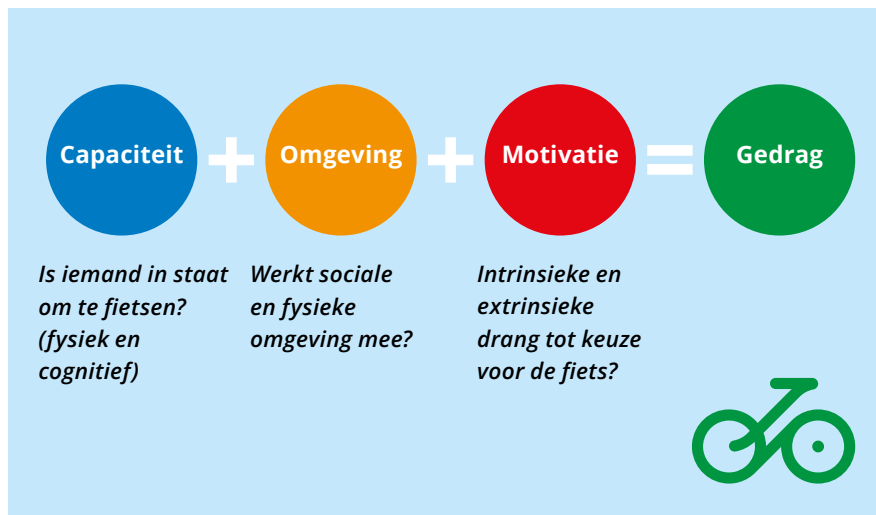 Capaciteit + Omgeving + Motivatie = Gedrag
Is iemand in staat
om te fietsen?
(fysiek en
cognitief)
Werkt sociale
en fysieke
omgeving mee?
Intrinsieke en
extrinsieke
drang tot keuze
voor de fiets?